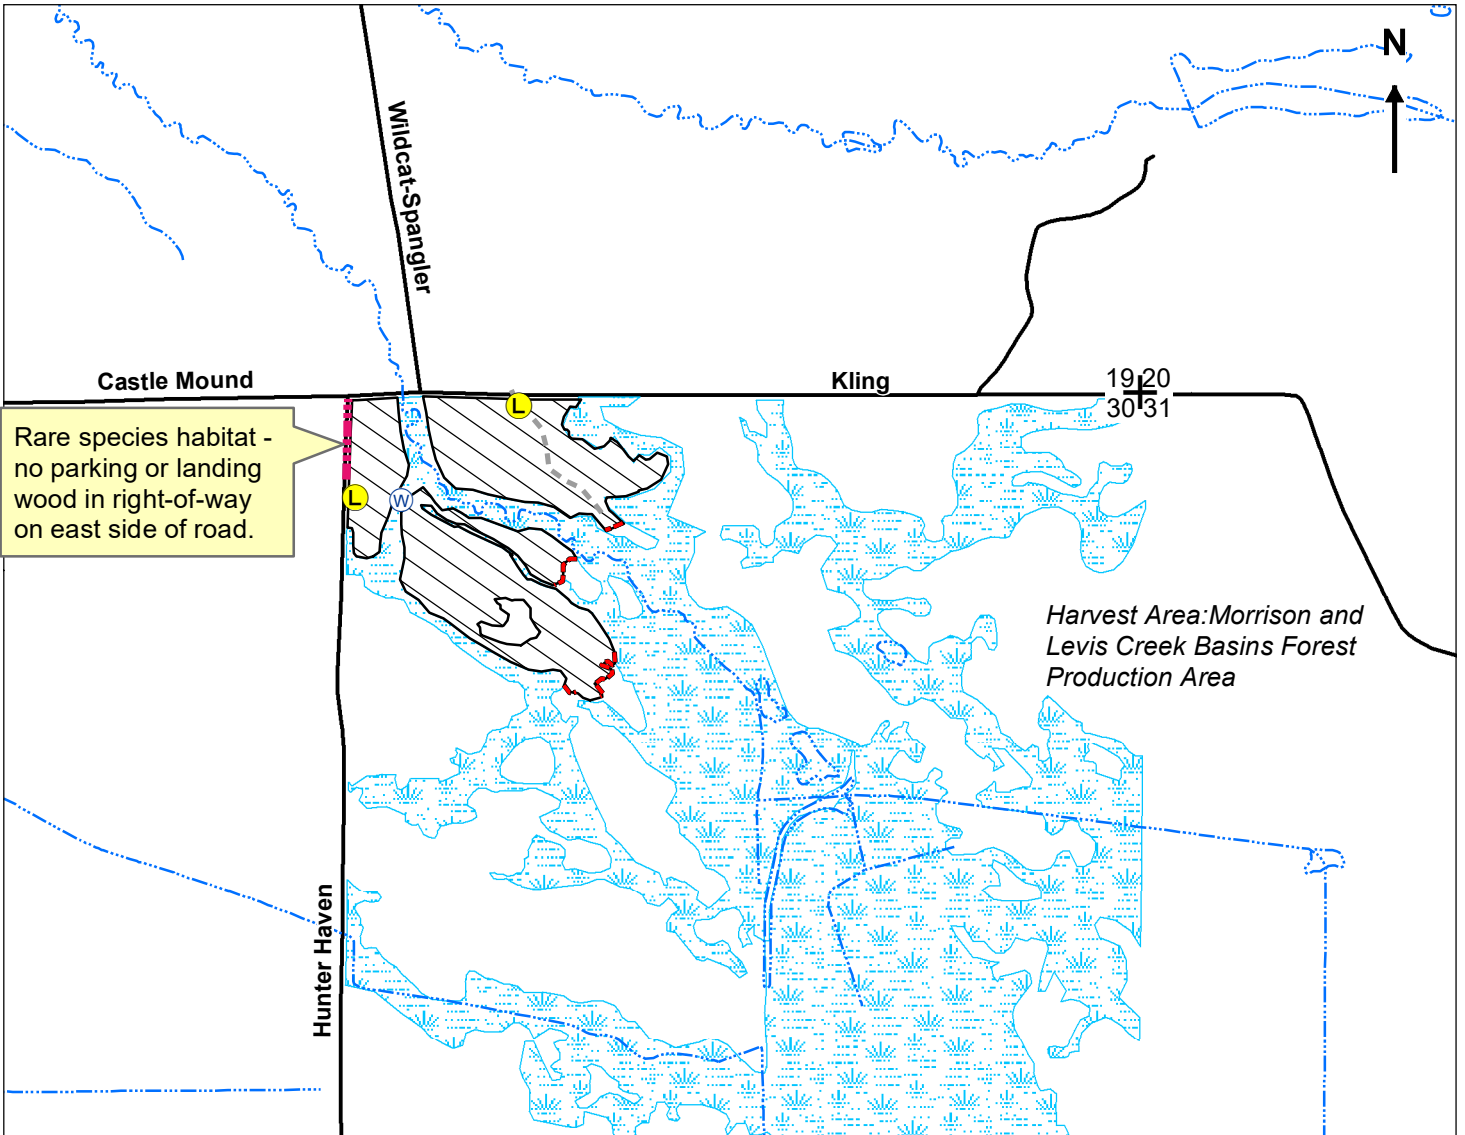 N
Wildcat-Spangler
Castle Mound
Kling
19 20
30 31
L
Rare species habitat -
no parking or landing
wood in right-of-way
on east side of road.
L
W
Harvest Area:Morrison and
Levis Creek Basins Forest
Production Area
Hunter Haven